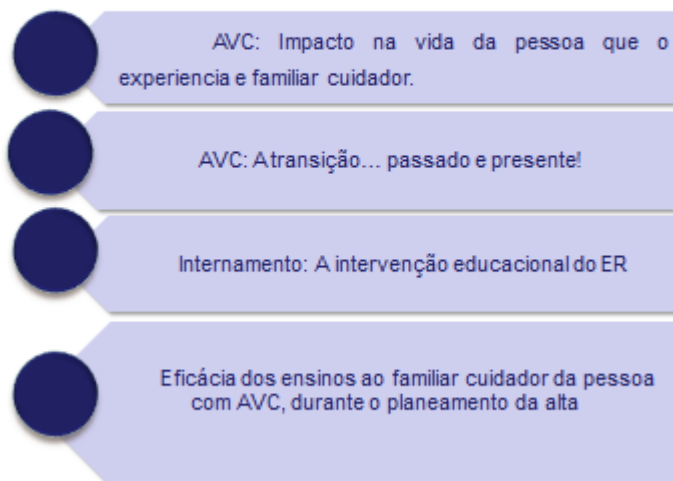 AVC: Impacto na vida da pessoa que o
experiencia e familiar cuidador.
AVC: A transição... passado e presente!
Internamento: A intervenção educacional do ER
Eficácia dos ensinos ao familiar cuidador da pessoa
com AVC, durante o planeamento da alta